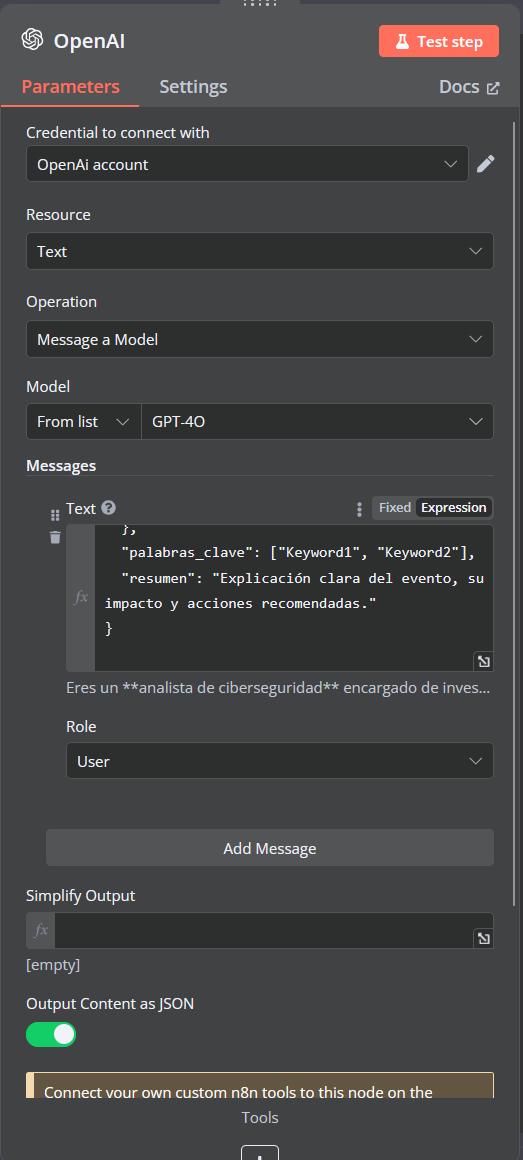 OpenAI
Test step
Parameters
Settings
Docs
Credential to connect with
OpenAi account
Resource
Text
Operation
Message a Model
Model
From list
GPT-4O
Messages
Text
Fixed
Expression
fx
},
"palabras_clave": ["Keyword1", "Keyword2"],
"resumen": "Explicación clara del evento, su
impacto y acciones recomendadas."
}
Eres un **analista de ciberseguridad** encargado de inves...
Role
User
Add Message
Simplify Output
fx
[empty]
Output Content as JSON
Connect your own custom n8n tools to this node on the
Tools